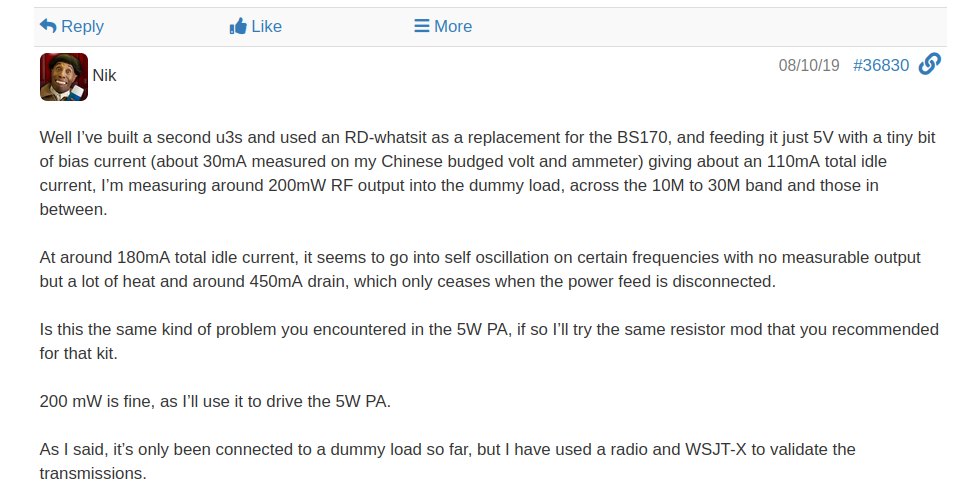 Reply Like More
Nik 08/10/19 #36830
Well I’ve built a second u3s and used an RD-whatsit as a replacement for the BS170, and feeding it just 5V with a tiny bit
of bias current (about 30mA measured on my Chinese budged volt and ammeter) giving about an 110mA total idle
current, I’m measuring around 200mW RF output into the dummy load, across the 10M to 30M band and those in
between.
At around 180mA total idle current, it seems to go into self oscillation on certain frequencies with no measurable output
but a lot of heat and around 450mA drain, which only ceases when the power feed is disconnected.
Is this the same kind of problem you encountered in the 5W PA, if so I’ll try the same resistor mod that you recommended
for that kit.
200 mW is fine, as I’ll use it to drive the 5W PA.
As I said, it’s only been connected to a dummy load so far, but I have used a radio and WSJT-X to validate the
transmissions.